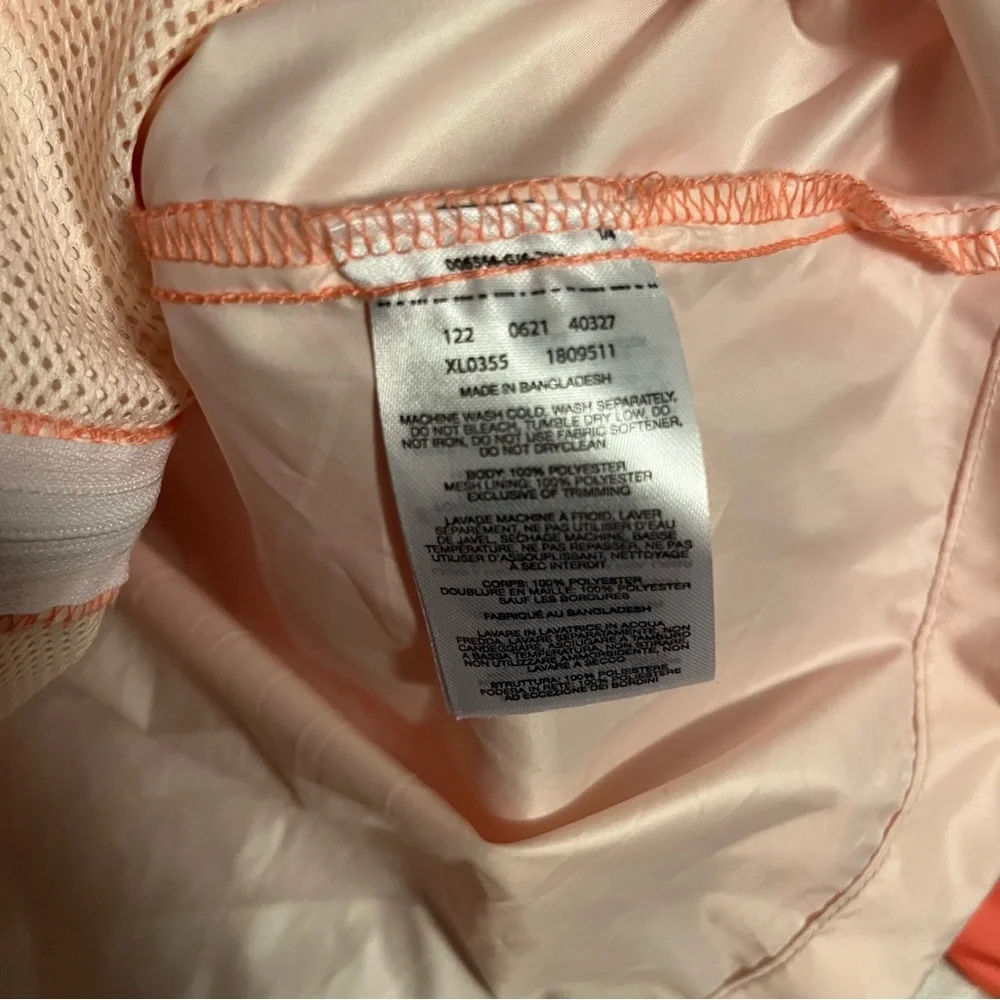 1/4
122 0621 40327
XL0355 1809511
MADE IN BANGLADESH
MACHINE WASH COLD, WASH SEPARATELY,
DO NOT BLEACH, TUMBLE DRY LOW, DO
NOT IRON, DO NOT USE FABRIC SOFTENER,
DO NOT DRYCLEAN
BODY: 100% POLYESTER
MESH LINING: 100% POLYESTER
EXCLUSIVE OF TRIMMING
LAVAGE MACHINE À FROID, LAVER
SÉPARÉMENT, NE PAS UTILISER D'EAU
DE JAVEL, SÉCHAGE MACHINE, BASSE
TEMPÉRATURE, NE PAS REPASSER, NE PAS
UTILISER D'ASSOUPLISSANT, NETTOYAGE
A SEC INTERDIT
CORPS: 100% POLYESTER
DOUBLURE EN MAILLE: 100% POLYESTER
SAUF LES BORDURES
FABRIQUÉ AU BANGLADESH
LAVARE IN LAVATRICE IN ACQUA
FREDDA, LAVARE SEPARATAMENTE, NON
CANDEGGIARE, ASCIUGARE A TAMBURO
A BASSA TEMPERATURA, NON STIRARE,
NON UTILIZZARE AMMORBIDENTE, NON
LAVARE A SECCO
STRUTTURA: 100% POLIESTERE
FODERA IN RETE: 100% POLIESTERE
AD ECCEZIONE DEI BORDINI